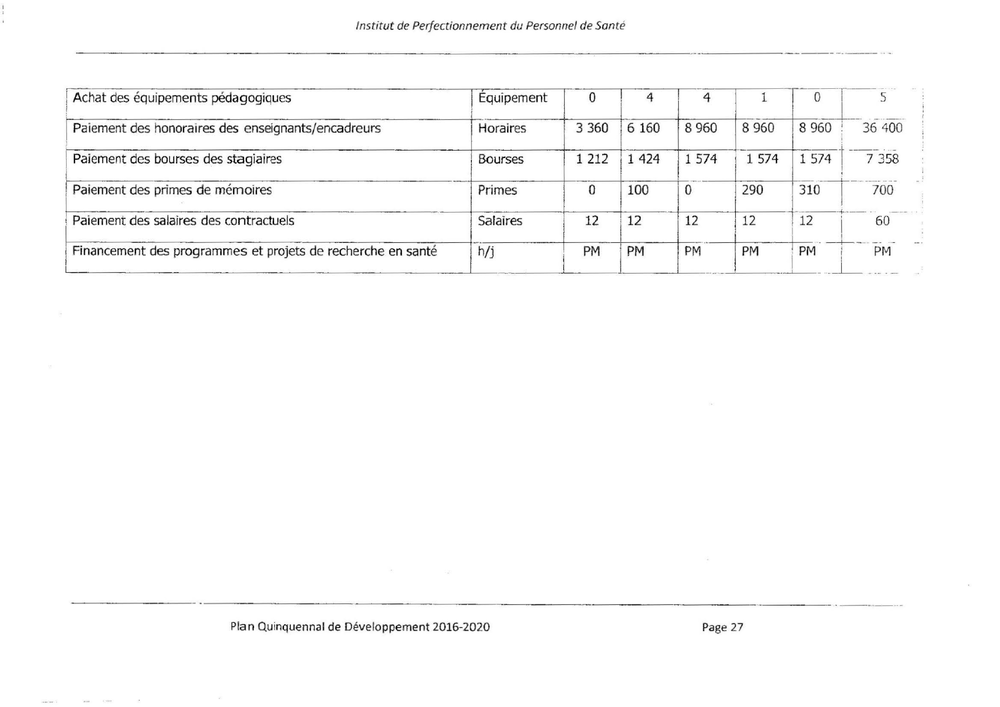 Institut de Perfectionnement du Personnel de Santé
Achat des équipements pédagogiques Équipement 0 4 4 1 0 5
Paiement des honoraires des enseignants/encadreurs Horaires 3 360 6 160 8 960 8 960 8 960 36 400
Paiement des bourses des stagiaires Bourses 1 212 1 424 1 574 1 574 1 574 7 358
Paiement des primes de mémoires Primes 0 100 0 290 310 700
Paiement des salaires des contractuels Salaires 12 12 12 12 12 60
Financement des programmes et projets de recherche en santé h/j PM PM PM PM PM PM
Plan Quinquennal de Développement 2016-2020 Page 27